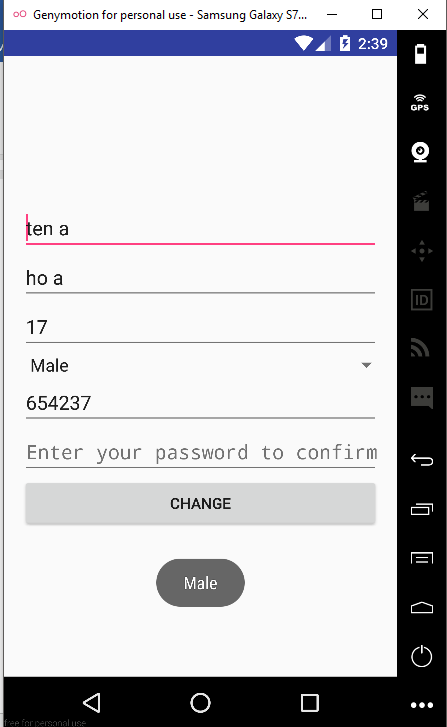 Genymotion for personal use - Samsung Galaxy S7...
2:39
GPS
ten a
ho a
ID
17
Male
654237
Enter your password to confirm
CHANGE
Male
free for personal use